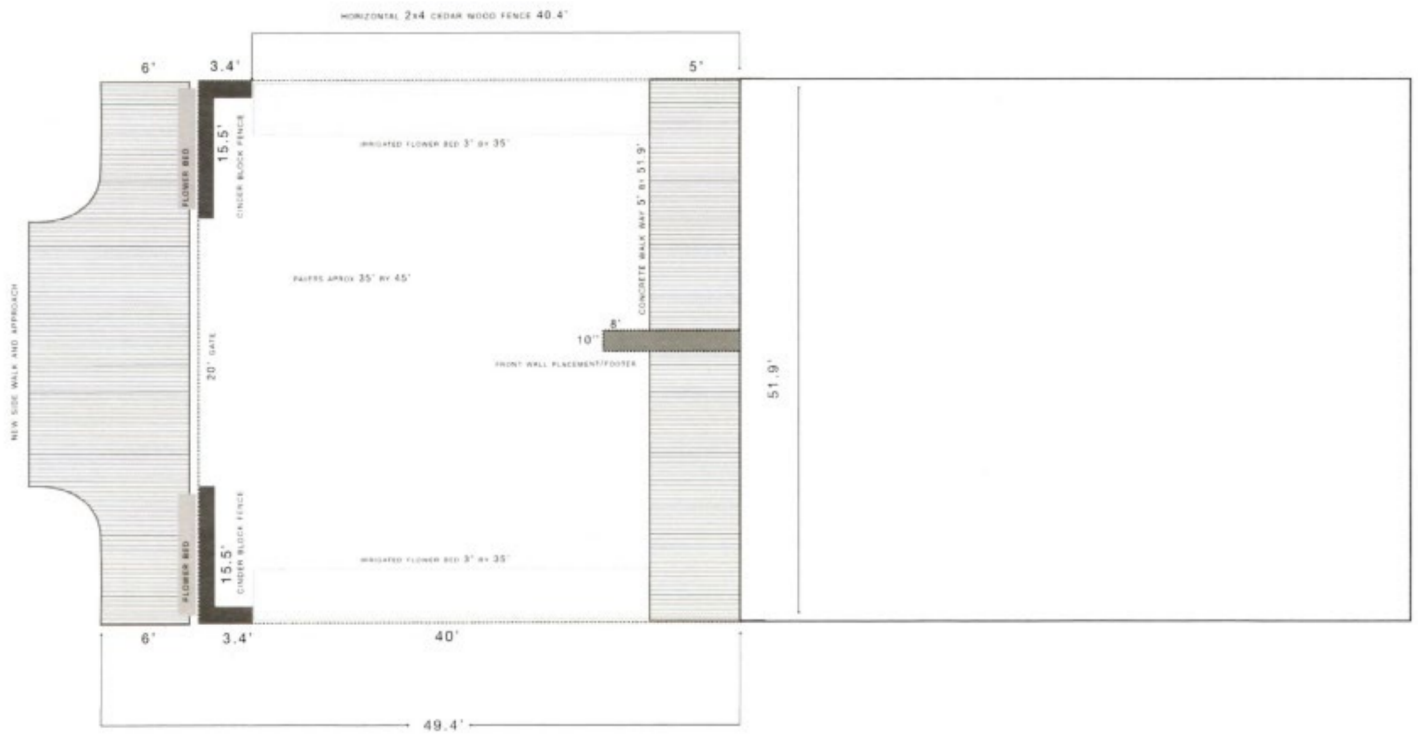 HORIZONTAL 2x4 CEDAR WOOD FENCE 40.4'
6'
3.4'
5'
FLOWER BED
15.5'
CINDER BLOCK FENCE
IRRIGATED FLOWER BED 3' BY 35'
CONCRETE WALK WAY 5' BY 51.9'
PAVERS APROX 35' BY 45'
NEW SIDE WALK AND APPROACH
20' GATE
8'
10"
FRONT WALL PLACEMENT/FOOTER
51.9'
FLOWER BED
15.5'
CINDER BLOCK FENCE
IRRIGATED FLOWER BED 3' BY 35'
6'
3.4'
40'
49.4'